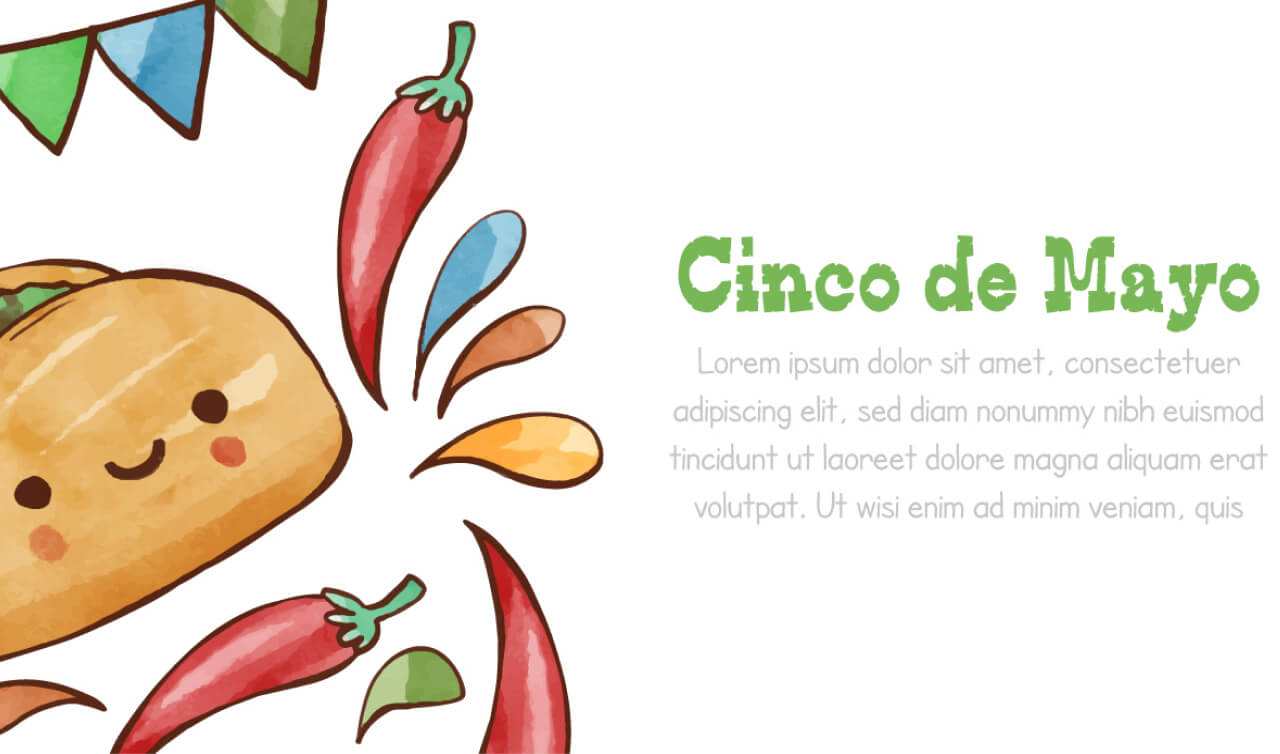 Cinco de Mayo
Lorem ipsum dolor sit amet, consectetuer
adipiscing elit, sed diam nonummy nibh euismod
tincidunt ut laoreet dolore magna aliquam erat
volutpat. Ut wisi enim ad minim veniam, quis